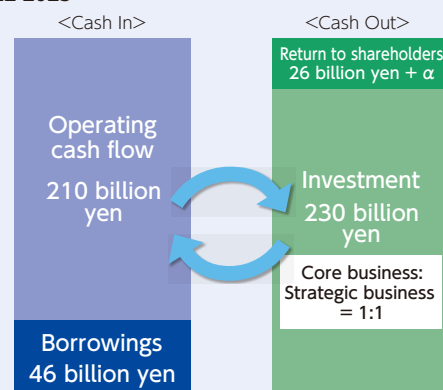 <Cash In>
<Cash Out>
Operating
cash flow
210 billion
yen
Borrowings
46 billion yen
Return to shareholders
26 billion yen + α
Investment
230 billion
yen
Core business:
Strategic business
= 1:1